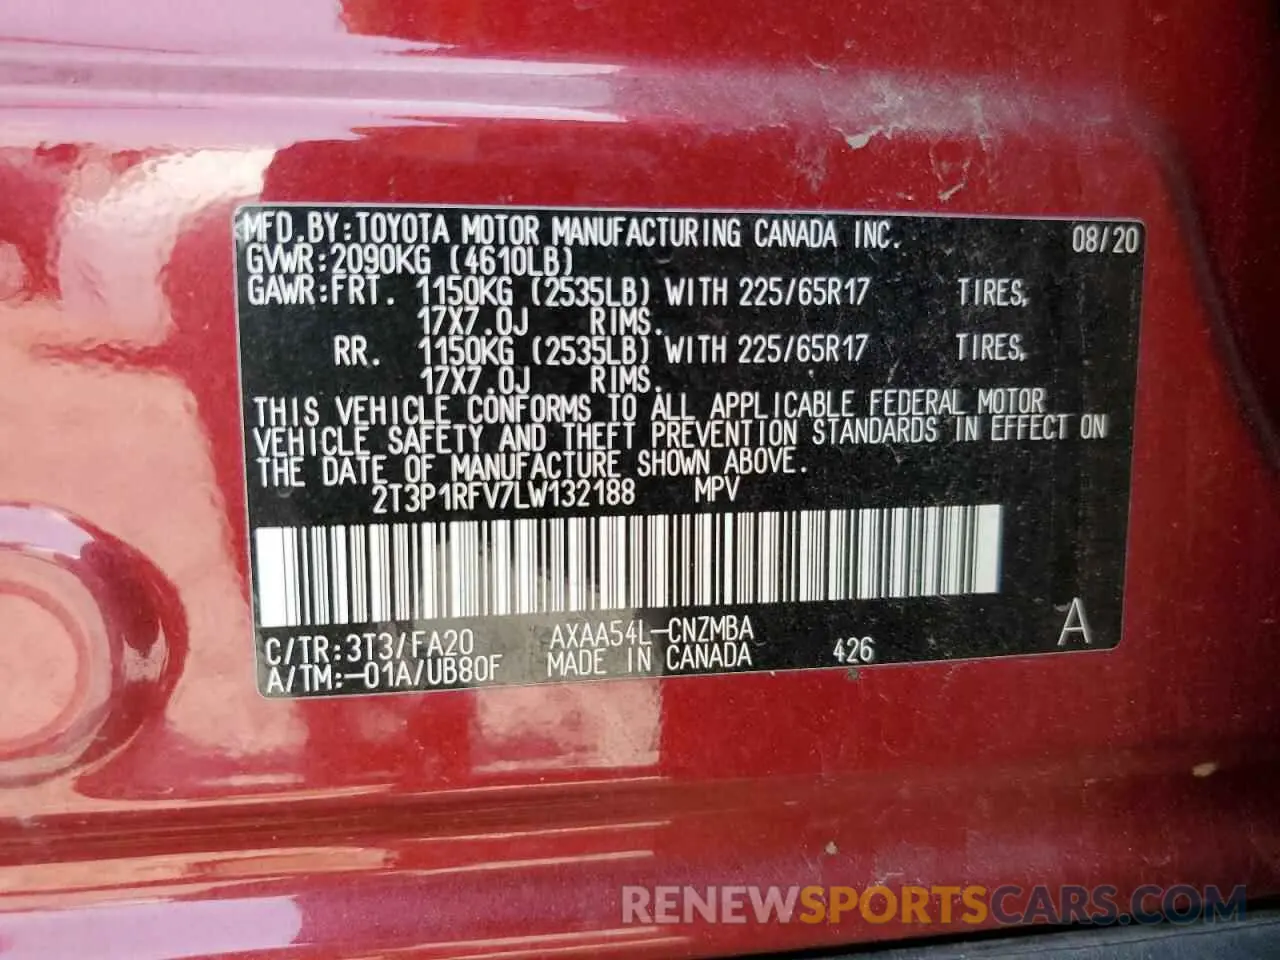 MFD.BY:TOYOTA MOTOR MANUFACTURING CANADA INC. 08/20
GVWR:2090KG (4610LB)
GAWR:FRT. 1150KG (2535LB) WITH 225/65R17 TIRES,
17X7.0J RIMS.
RR. 1150KG (2535LB) WITH 225/65R17 TIRES,
17X7.0J RIMS.
THIS VEHICLE CONFORMS TO ALL APPLICABLE FEDERAL MOTOR
VEHICLE SAFETY AND THEFT PREVENTION STANDARDS IN EFFECT ON
THE DATE OF MANUFACTURE SHOWN ABOVE.
2T3P1RFV7LW132188 MPV
C/TR:3T3/FA20 AXAA54L-CNZMBA A
A/TM:-01A/UB80F MADE IN CANADA 426
RENEWSPORTSCARS.COM